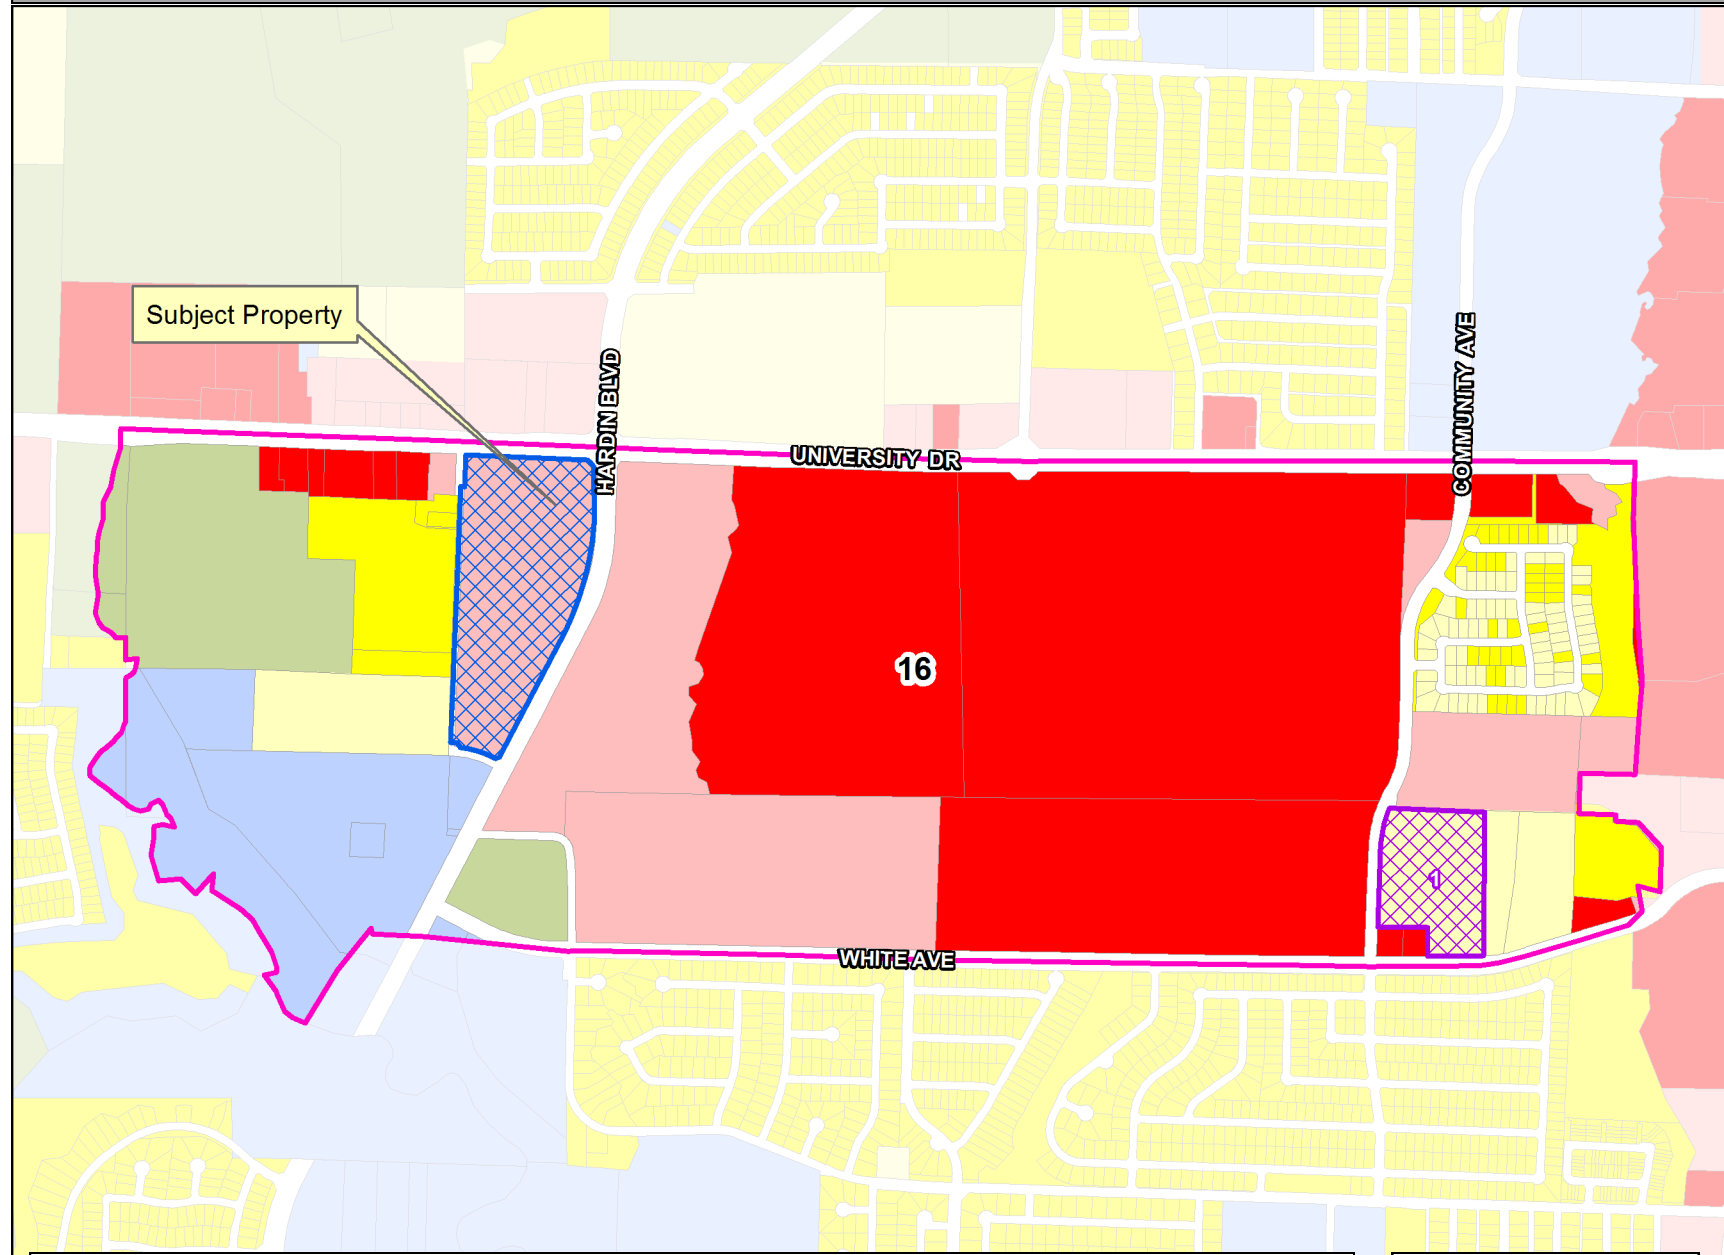 Subject Property
HARDIN BLVD
COMMUNITY AVE
UNIVERSITY DR
16
1
WHITE AVE